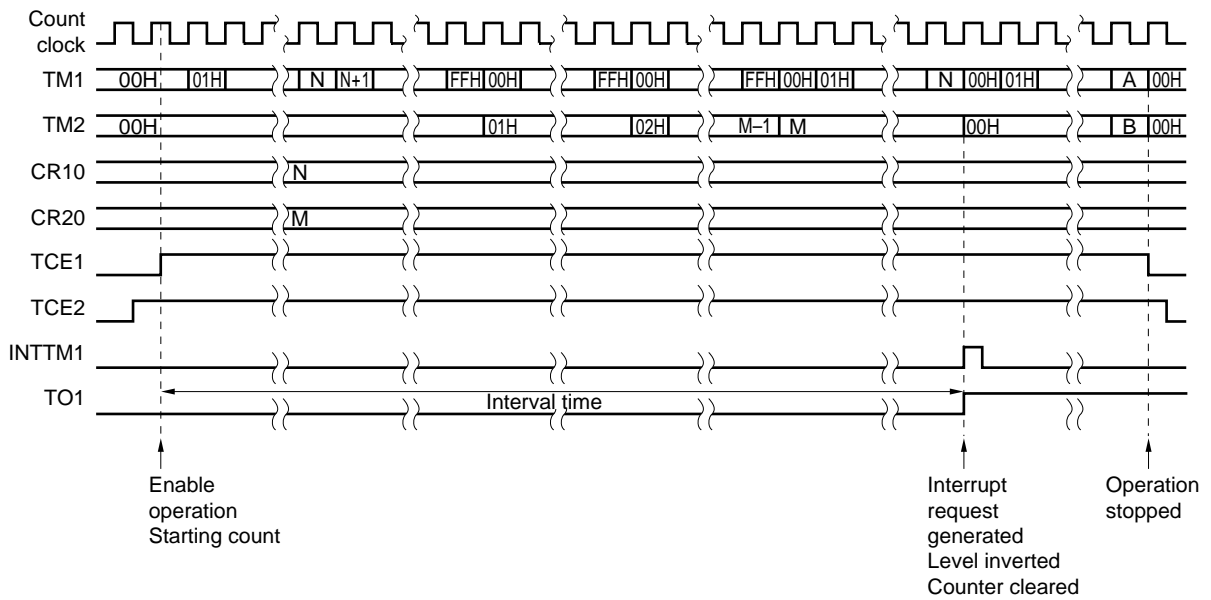 Count
clock
TM1 00H 01H N N+1 FFH 00H FFH 00H FFH 00H 01H N 00H 01H A 00H
TM2 00H 01H 02H M–1 M 00H B 00H
CR10 N
CR20 M
TCE1
TCE2
INTTM1
TO1 Interval time
Enable
operation
Starting count
Interrupt
request
generated
Level inverted
Counter cleared
Operation
stopped